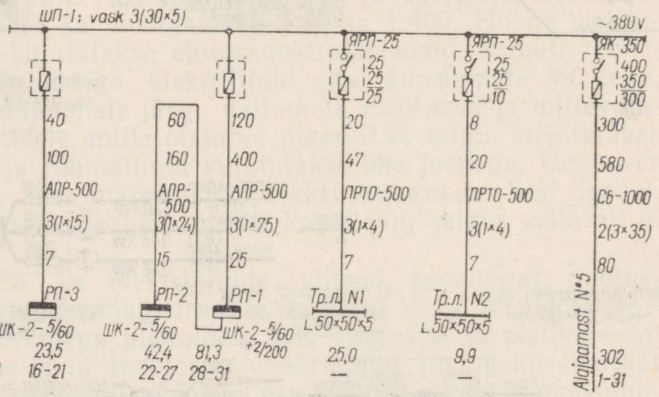 ШП-1; vask 3(30×5)
380 v
ЯРП-25 ЯРП-25 ЯК-350
25 25 400
25 25 350
25 10 300
40 60 120 20 8 300
100 160 400 47 20 580
АПР-500 АПР-500 АПР-500 ПРТО-500 ПРТО-500 СБ-1000
3(1×15) 3(1×24) 3(1×75) 3(1×4) 3(1×4) 2(3×35)
7 15 25 7 7 80
РП-3 РП-2 РП-1 Тр.л. N1 Тр.л. N2
L 50×50×5 L 50×50×5
Alajaamast №5
ШК-2-5/60 ШК-2-5/60 ШК-2-5/60
+2/200
23,5 42,4 81,3 25,0 9,9 302
16-21 22-27 28-31 — — 1-31